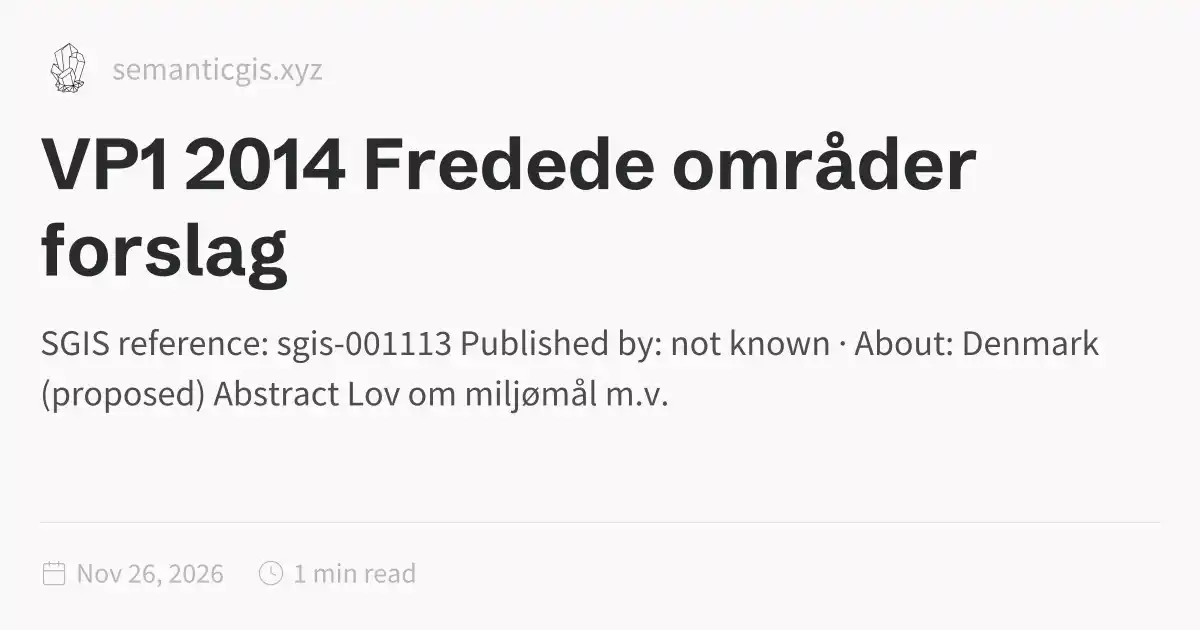 semanticgis.xyz
VP1 2014 Fredede områder
forslag
SGIS reference: sgis-001113 Published by: not known · About: Denmark
(proposed) Abstract Lov om miljømål m.v.
Nov 26, 2026 1 min read